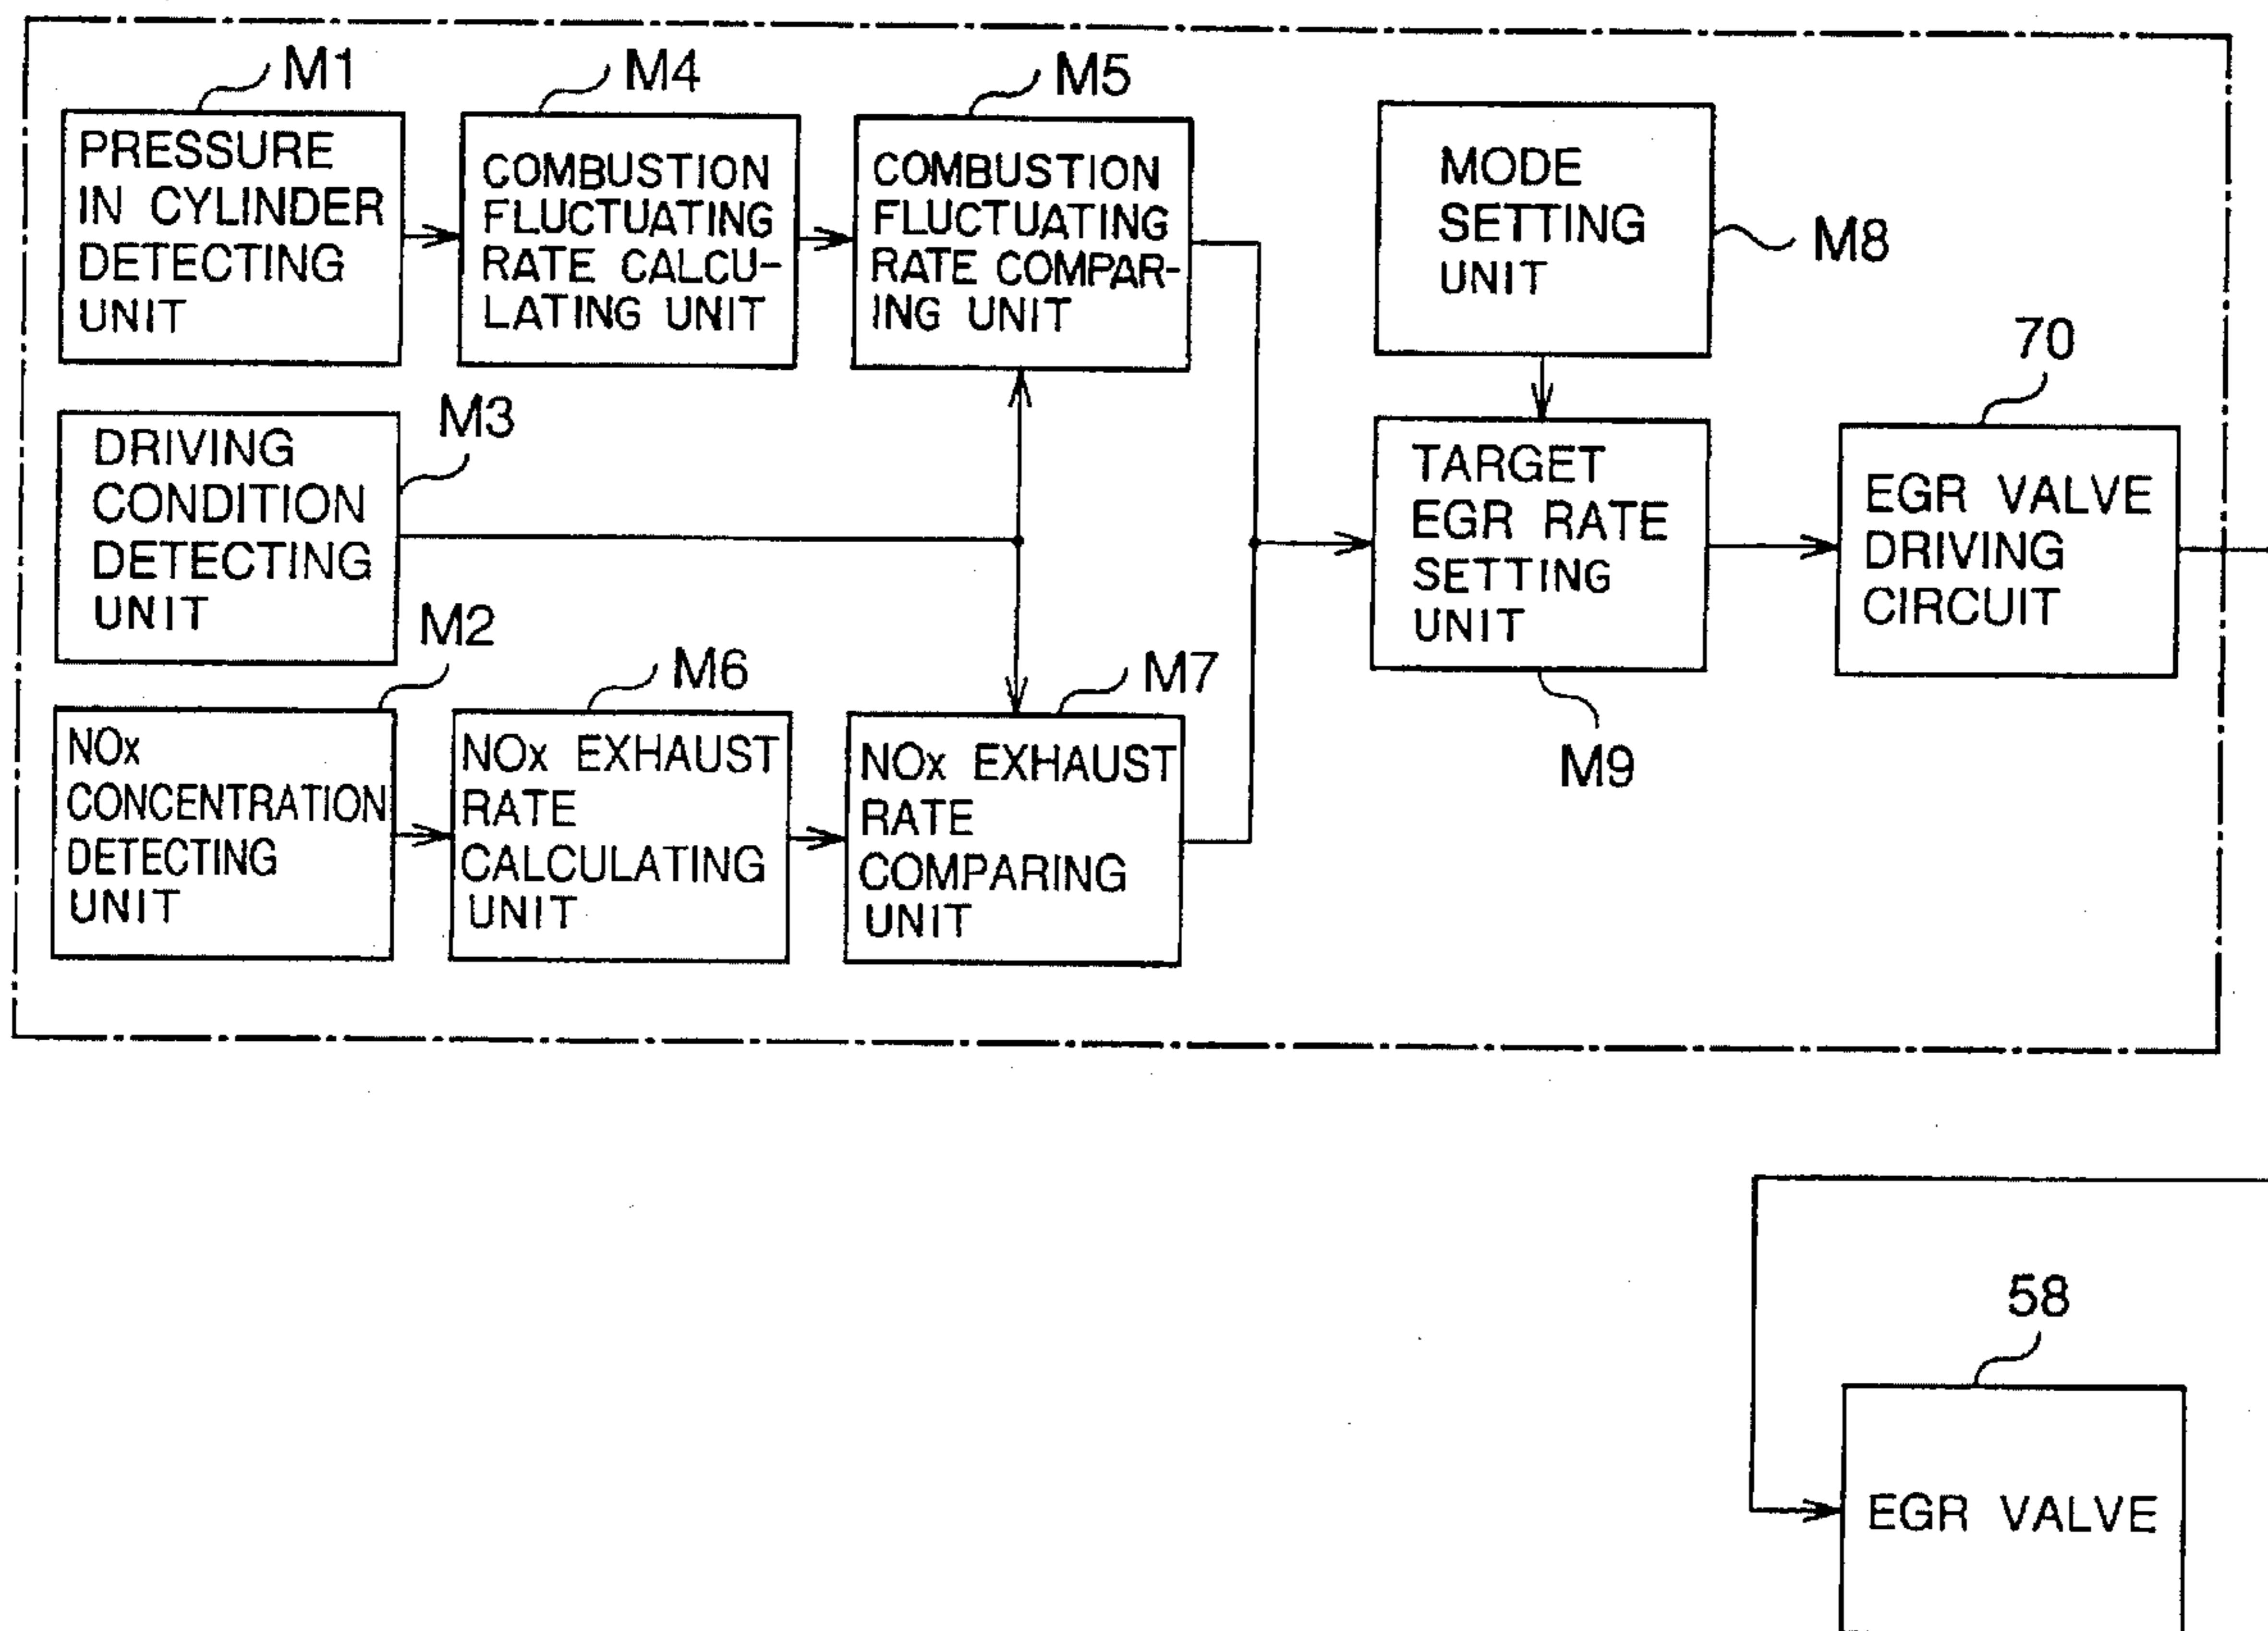 M1
PRESSURE
IN CYLINDER
DETECTING
UNIT
M4
COMBUSTION
FLUCTUATING
RATE CALCU-
LATING UNIT
M5
COMBUSTION
FLUCTUATING
RATE COMPAR-
ING UNIT
MODE
SETTING
UNIT
M8
M3
DRIVING
CONDITION
DETECTING
UNIT
TARGET
EGR RATE
SETTING
UNIT
M9
70
EGR VALVE
DRIVING
CIRCUIT
M2
NOx
CONCENTRATION
DETECTING
UNIT
M6
NOx EXHAUST
RATE
CALCULATING
UNIT
M7
NOx EXHAUST
RATE
COMPARING
UNIT
58
EGR VALVE